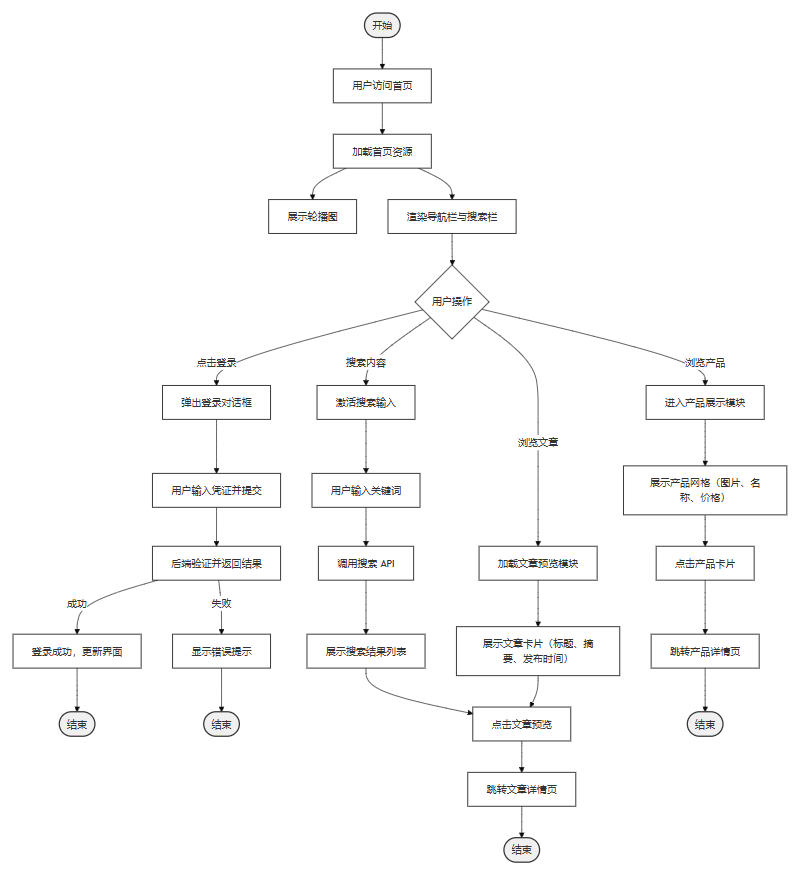 开始
用户访问首页
加载首页资源
展示轮播图
渲染导航栏与搜索栏
用户操作
点击登录
搜索内容
浏览产品
弹出登录对话框
激活搜索输入
进入产品展示模块
浏览文章
用户输入凭证并提交
用户输入关键词
展示产品网格（图片、名
称、价格）
后端验证并返回结果
调用搜索 API
加载文章预览模块
点击产品卡片
成功
失败
登录成功，更新界面
显示错误提示
展示搜索结果列表
展示文章卡片（标题、摘
要、发布时间）
跳转产品详情页
结束
结束
点击文章预览
结束
跳转文章详情页
结束